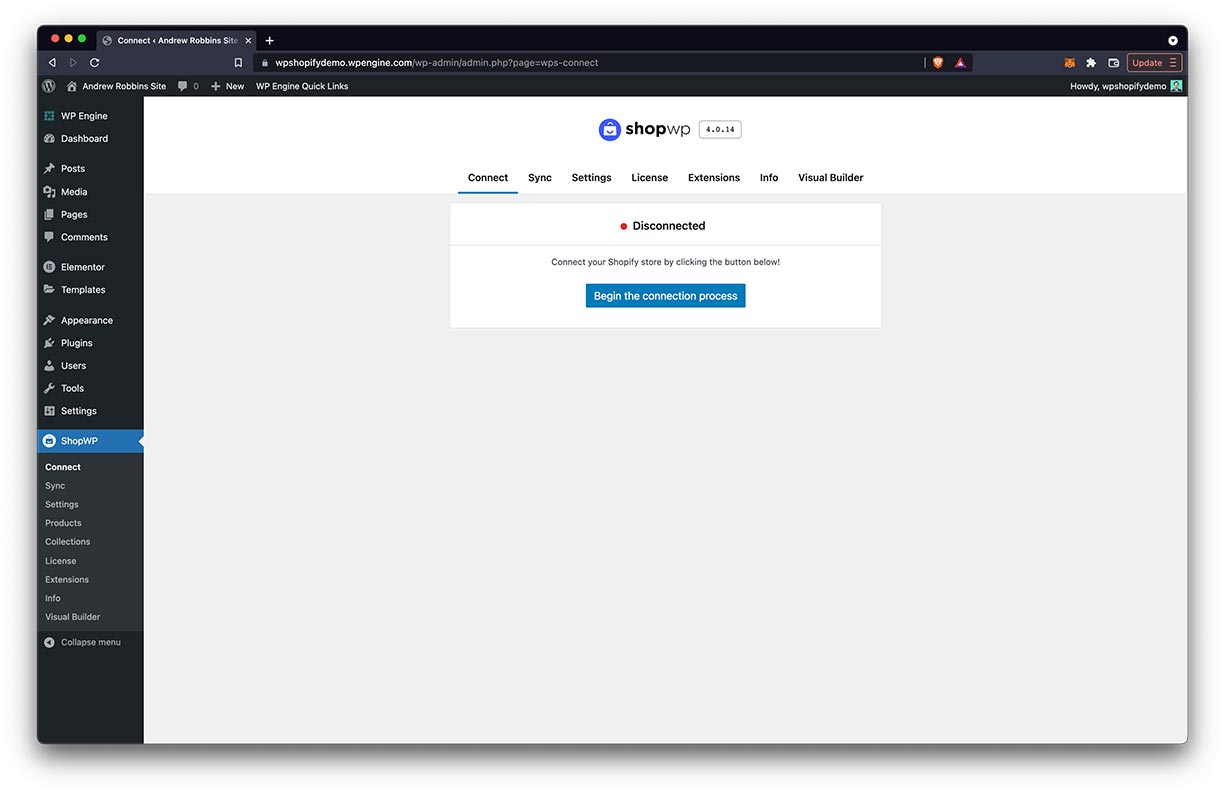 Connect ‹ Andrew Robbins Site
wpshopifydemo.wpengine.com/wp-admin/admin.php?page=wps-connect
Update
Andrew Robbins Site 0 New WP Engine Quick Links
Howdy, wpshopifydemo
WP Engine
Dashboard
Posts
Media
Pages
Comments
Elementor
Templates
Appearance
Plugins
Users
Tools
Settings
ShopWP
Connect
Sync
Settings
Products
Collections
License
Extensions
Info
Visual Builder
Collapse menu
shopwp 4.0.14
Connect Sync Settings License Extensions Info Visual Builder
Disconnected
Connect your Shopify store by clicking the button below!
Begin the connection process